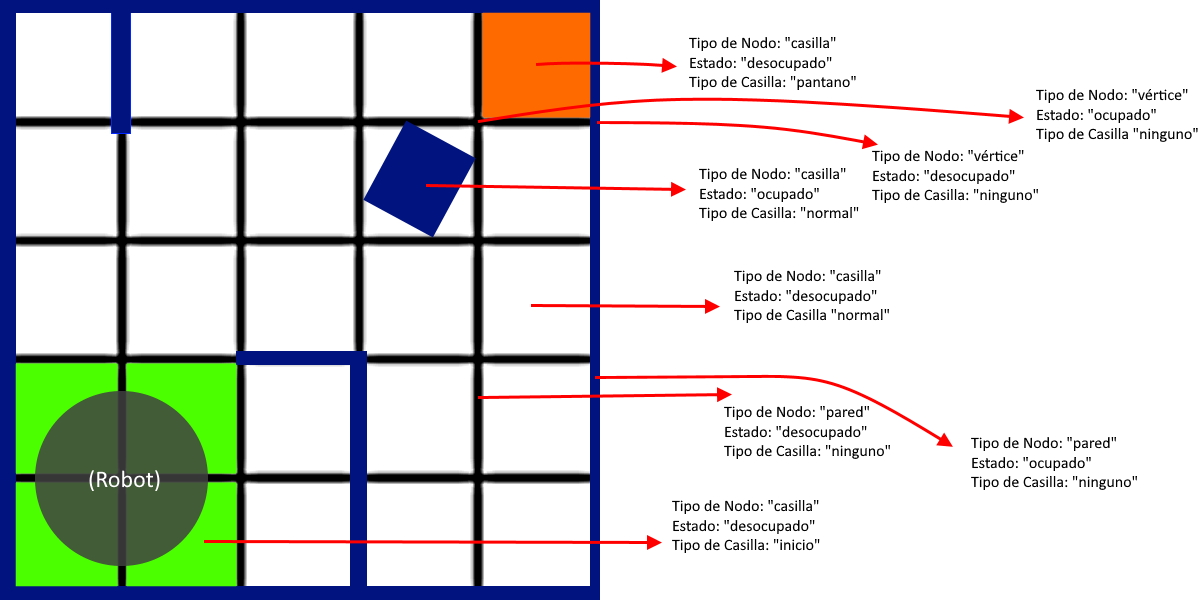 Tipo de Nodo: "casilla"
Estado: "desocupado"
Tipo de Casilla: "pantano"
Tipo de Nodo: "vértice"
Estado: "ocupado"
Tipo de Casilla "ninguno"
Tipo de Nodo: "vértice"
Estado: "desocupado"
Tipo de Casilla: "ninguno"
Tipo de Nodo: "casilla"
Estado: "ocupado"
Tipo de Casilla: "normal"
Tipo de Nodo: "casilla"
Estado: "desocupado"
Tipo de Casilla "normal"
Tipo de Nodo: "pared"
Estado: "desocupado"
Tipo de Casilla: "ninguno"
Tipo de Nodo: "pared"
Estado: "ocupado"
Tipo de Casilla: "ninguno"
(Robot)
Tipo de Nodo: "casilla"
Estado: "desocupado"
Tipo de Casilla: "inicio"